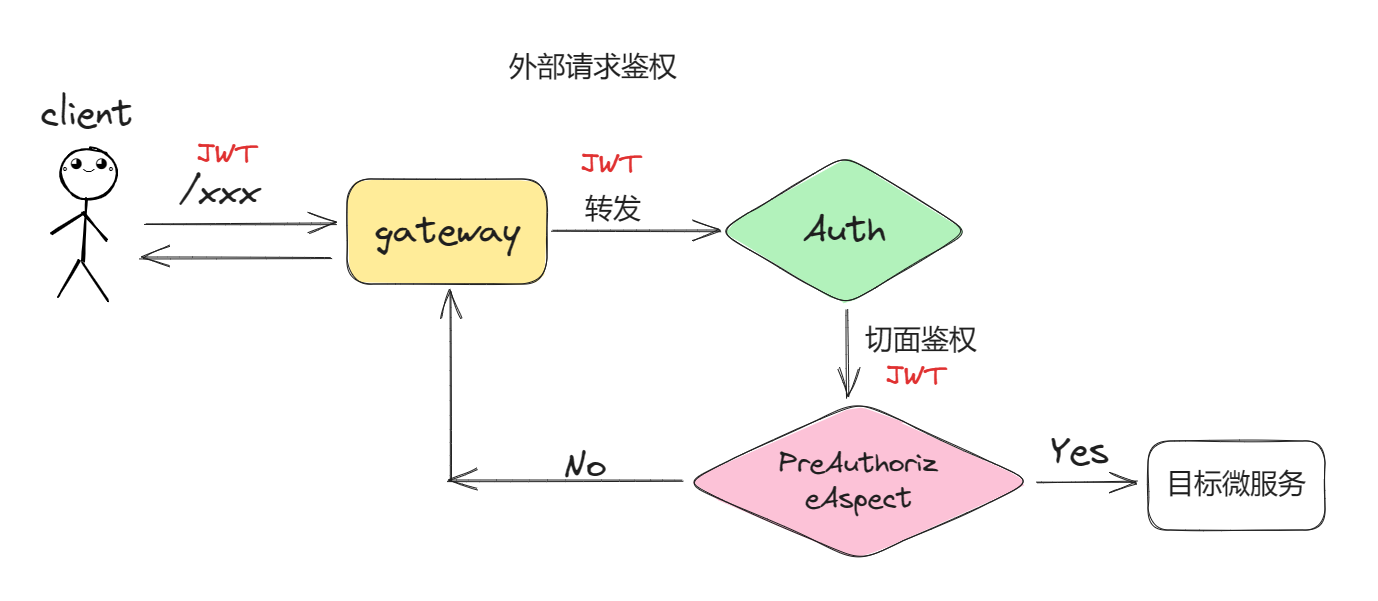 外部请求鉴权
client
JWT
/xxx
gateway
JWT
转发
Auth
切面鉴权
JWT
PreAuthoriz
eAspect
No
Yes
目标微服务